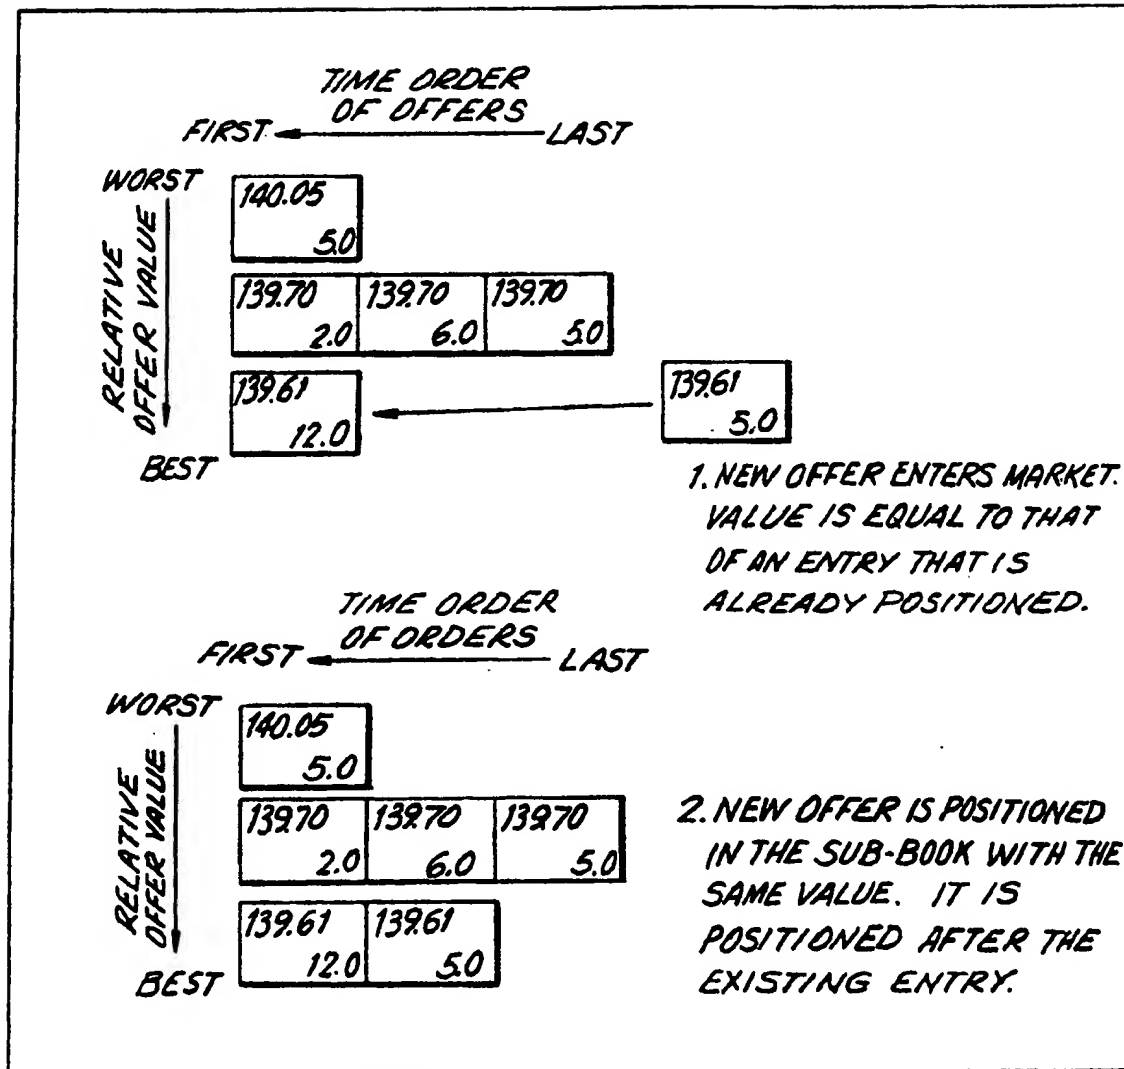 TIME ORDER
OF OFFERS
FIRST LAST
WORST
RELATIVE
OFFER VALUE
BEST
140.05
5.0
139.70 139.70 139.70
2.0 6.0 5.0
139.61 139.61
12.0 5.0
1. NEW OFFER ENTERS MARKET.
VALUE IS EQUAL TO THAT
OF AN ENTRY THAT IS
ALREADY POSITIONED.
TIME ORDER
OF ORDERS
FIRST LAST
WORST
RELATIVE
OFFER VALUE
BEST
140.05
5.0
139.70 139.70 139.70
2.0 6.0 5.0
139.61 139.61
12.0 5.0
2. NEW OFFER IS POSITIONED
IN THE SUB-BOOK WITH THE
SAME VALUE. IT IS
POSITIONED AFTER THE
EXISTING ENTRY.